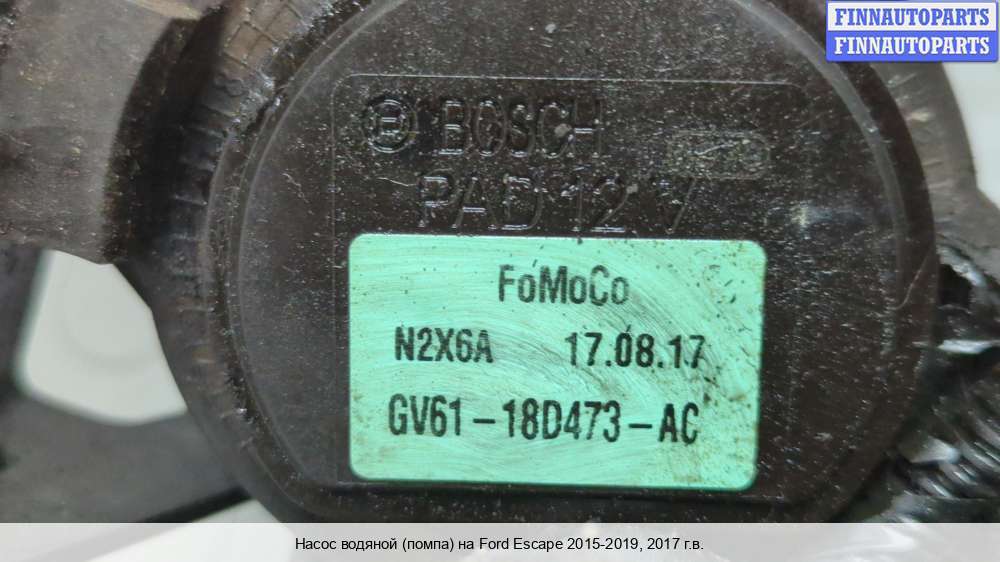 FINNAUTOPARTS
FINNAUTOPARTS
BOSCH
PAD 12 V
FoMoCo
N2X6A 17.08.17
GV61-18D473-AC
Насос водяной (помпа) на Ford Escape 2015-2019, 2017 г.в.